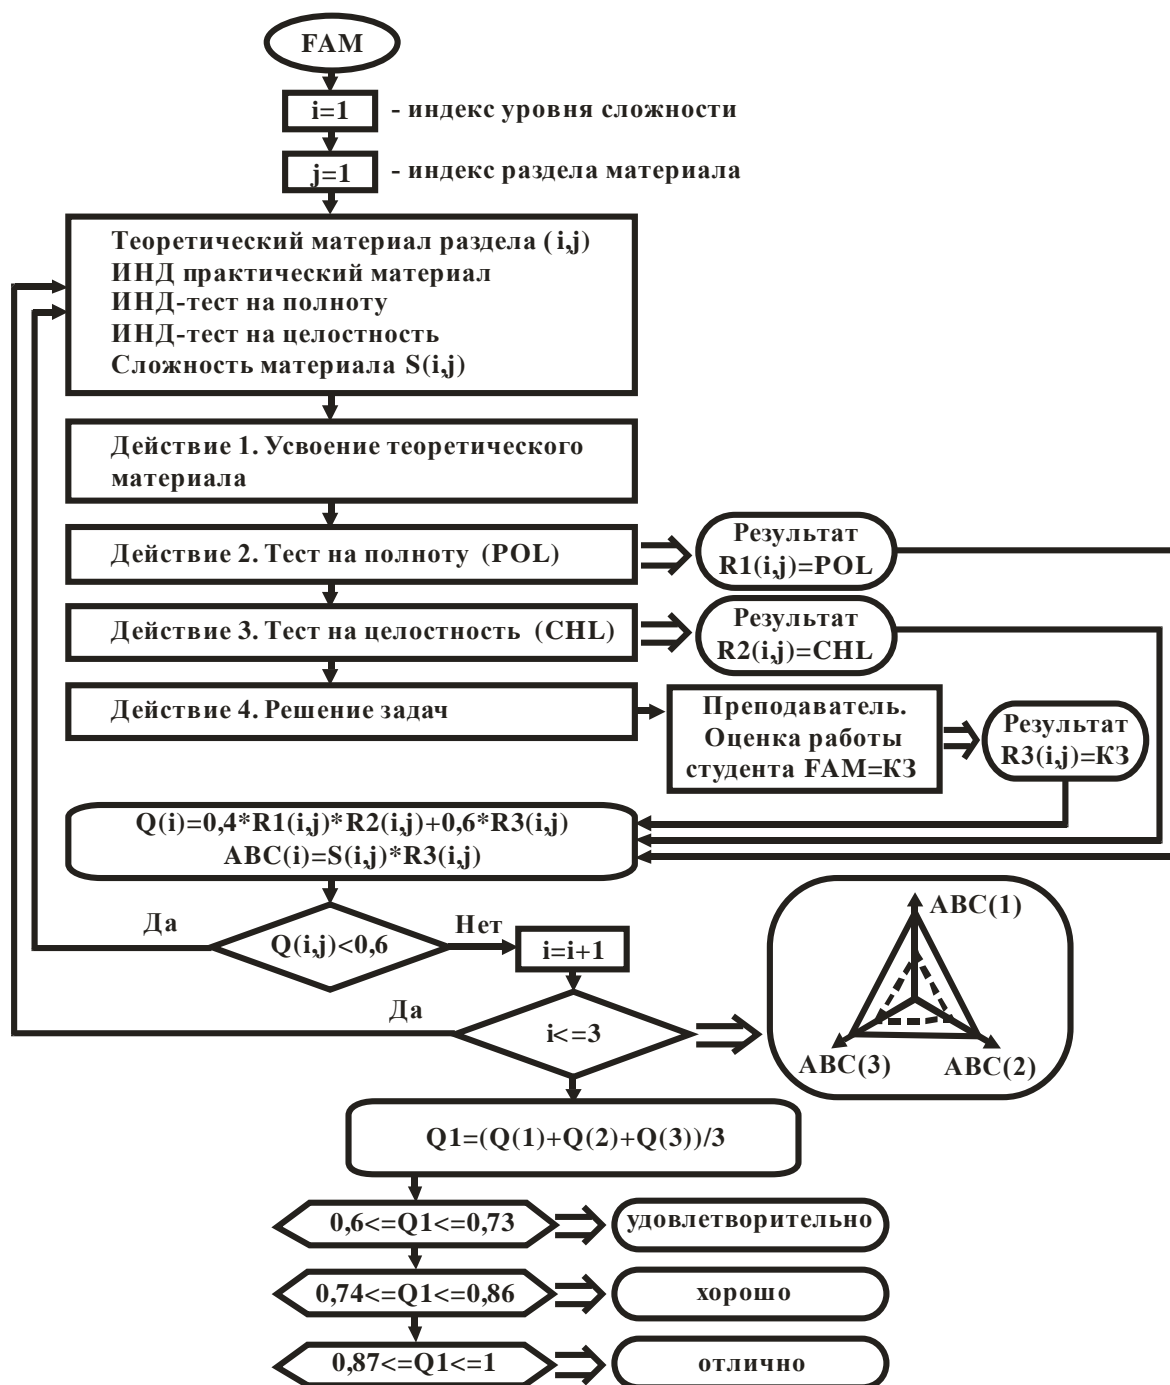 FAM
i=1
- индекс уровня сложности
j=1
- индекс раздела материала
Теоретический материал раздела (i,j)
ИНД практический материал
ИНД-тест на полноту
ИНД-тест на целостность
Сложность материала S(i,j)
Действие 1. Усвоение теоретического
материала
Действие 2. Тест на полноту (POL)
Результат
R1(i,j)=POL
Действие 3. Тест на целостность (CHL)
Результат
R2(i,j)=CHL
Действие 4. Решение задач
Преподаватель.
Оценка работы
студента FAM=КЗ
Результат
R3(i,j)=КЗ
Q(i)=0,4*R1(i,j)*R2(i,j)+0,6*R3(i,j)
ABC(i)=S(i,j)*R3(i,j)
Да
Q(i,j)<0,6
Нет
i=i+1
Да
i<=3
ABC(1)
ABC(3)
ABC(2)
Q1=(Q(1)+Q(2)+Q(3))/3
0,6<=Q1<=0,73
удовлетворительно
0,74<=Q1<=0,86
хорошо
0,87<=Q1<=1
отлично